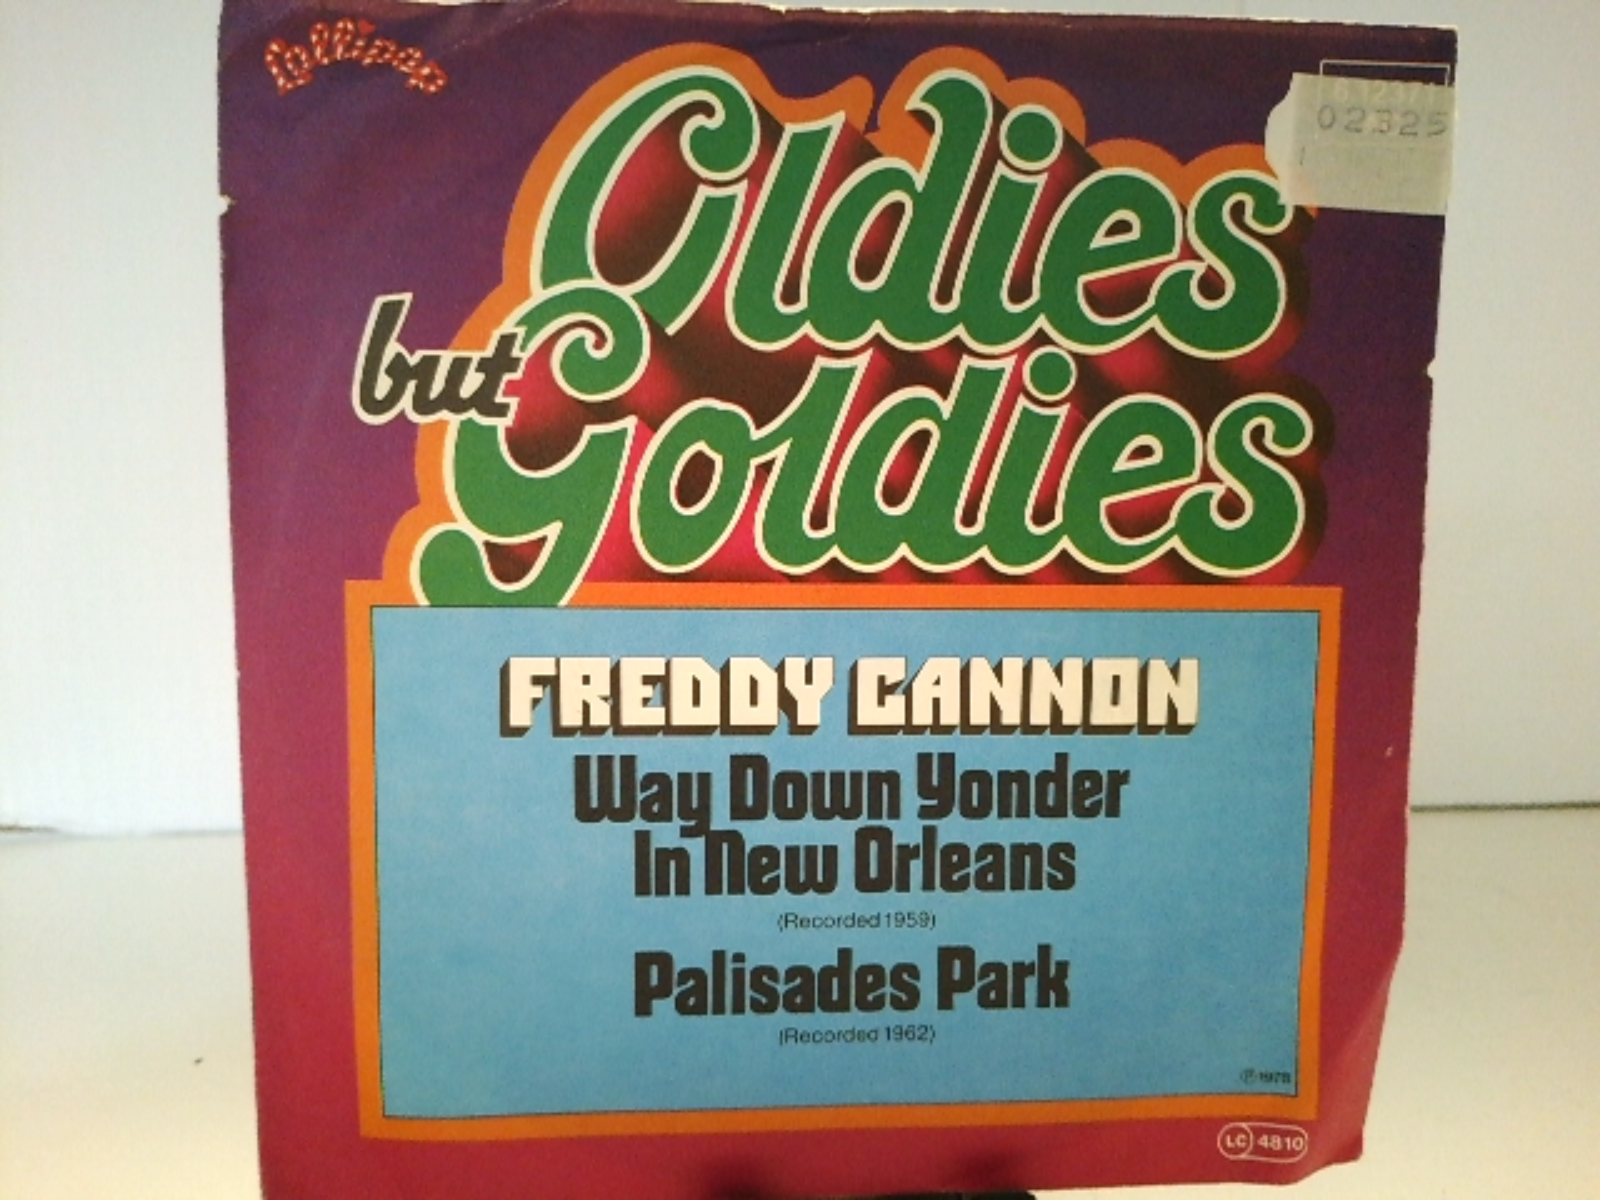 Lollipop
02325
Oldies
but
Goldies
FREDDY CANNON
Way Down Yonder
In New Orleans
(Recorded 1959)
Palisades Park
(Recorded 1962)
LC 4810